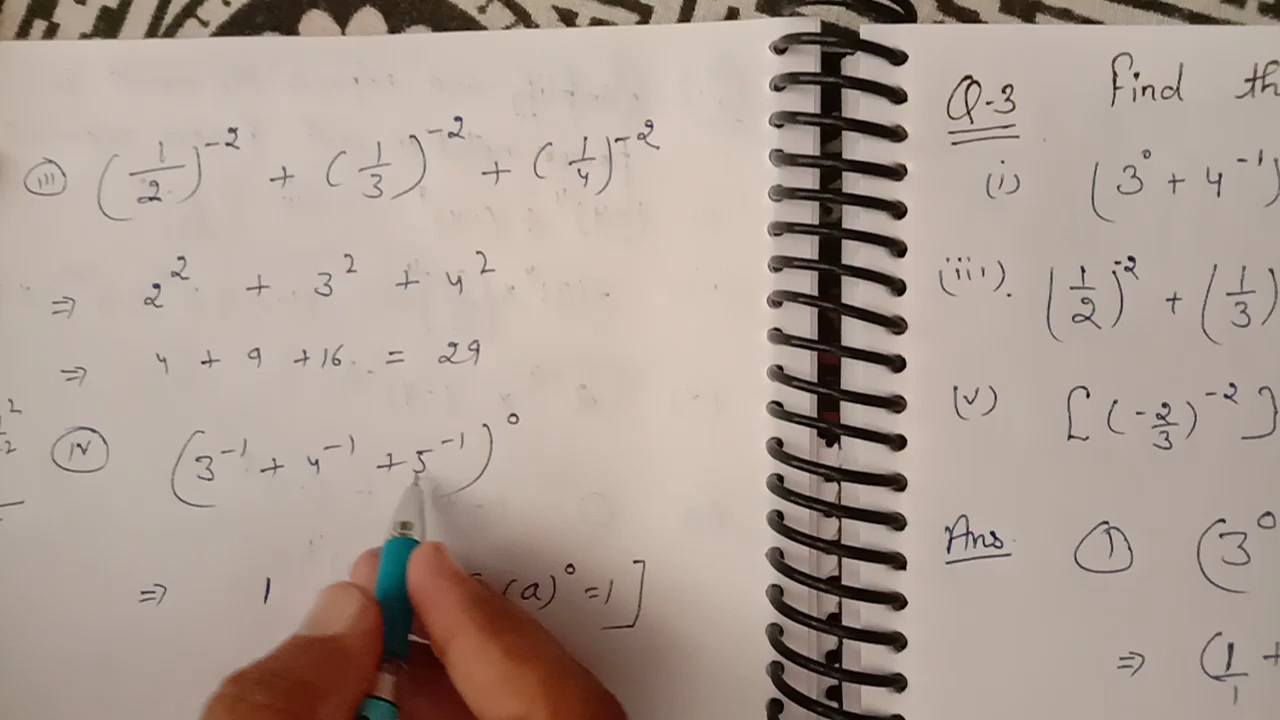 (iii) (1/2)^-2 + (1/3)^-2 + (1/4)^-2
⇒ 2^2 + 3^2 + 4^2
⇒ 4 + 9 + 16 = 29
(iv) (3^-1 + 4^-1 + 5^-1)^0
⇒ 1 (a)^0 = 1]
Q-3 Find th
(i) (3^0 + 4^-1)
(iii). (1/2)^-2 + (1/3)
(v) [(-2/3)^-2]
Ans. (1) (3^0
⇒ (1/1 +